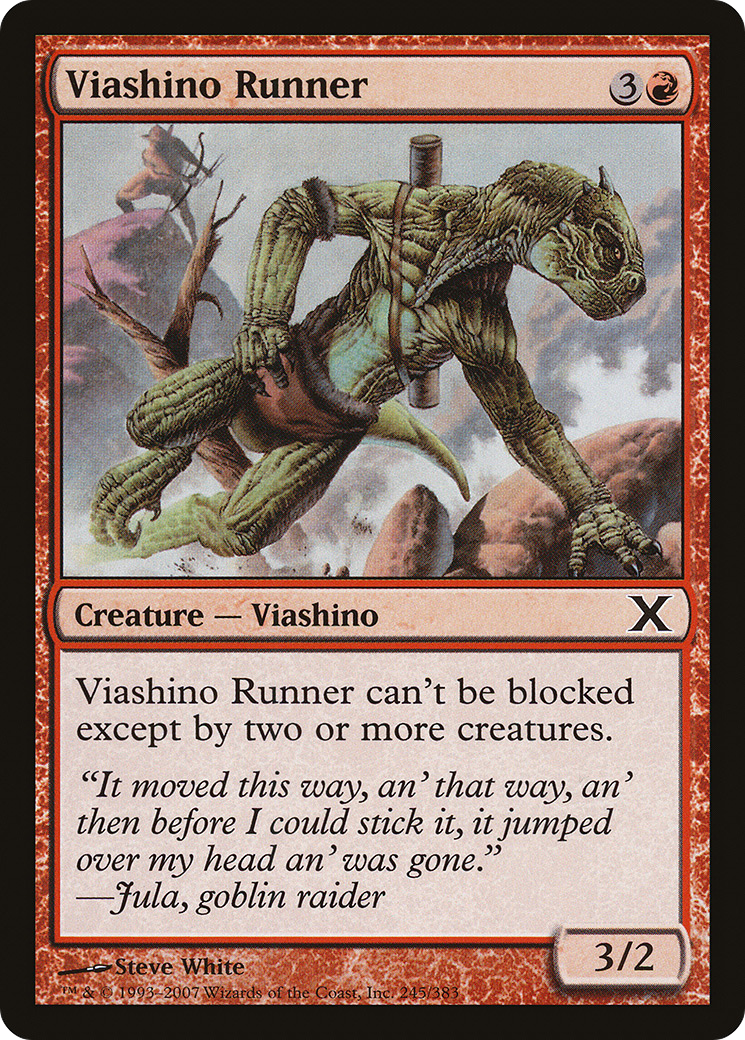 Viashino Runner 3
Creature — Viashino X
Viashino Runner can't be blocked
except by two or more creatures.
“It moved this way, an' that way, an'
then before I could stick it, it jumped
over my head an' was gone.”
—Jula, goblin raider
3/2
Steve White
™ & © 1993–2007 Wizards of the Coast, Inc. 245/383